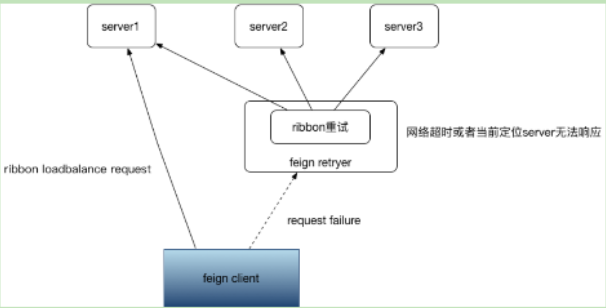 server1
server2
server3
ribbon重试
网络超时或者当前定位server无法响应
feign retryer
ribbon loadbalance request
request failure
feign client